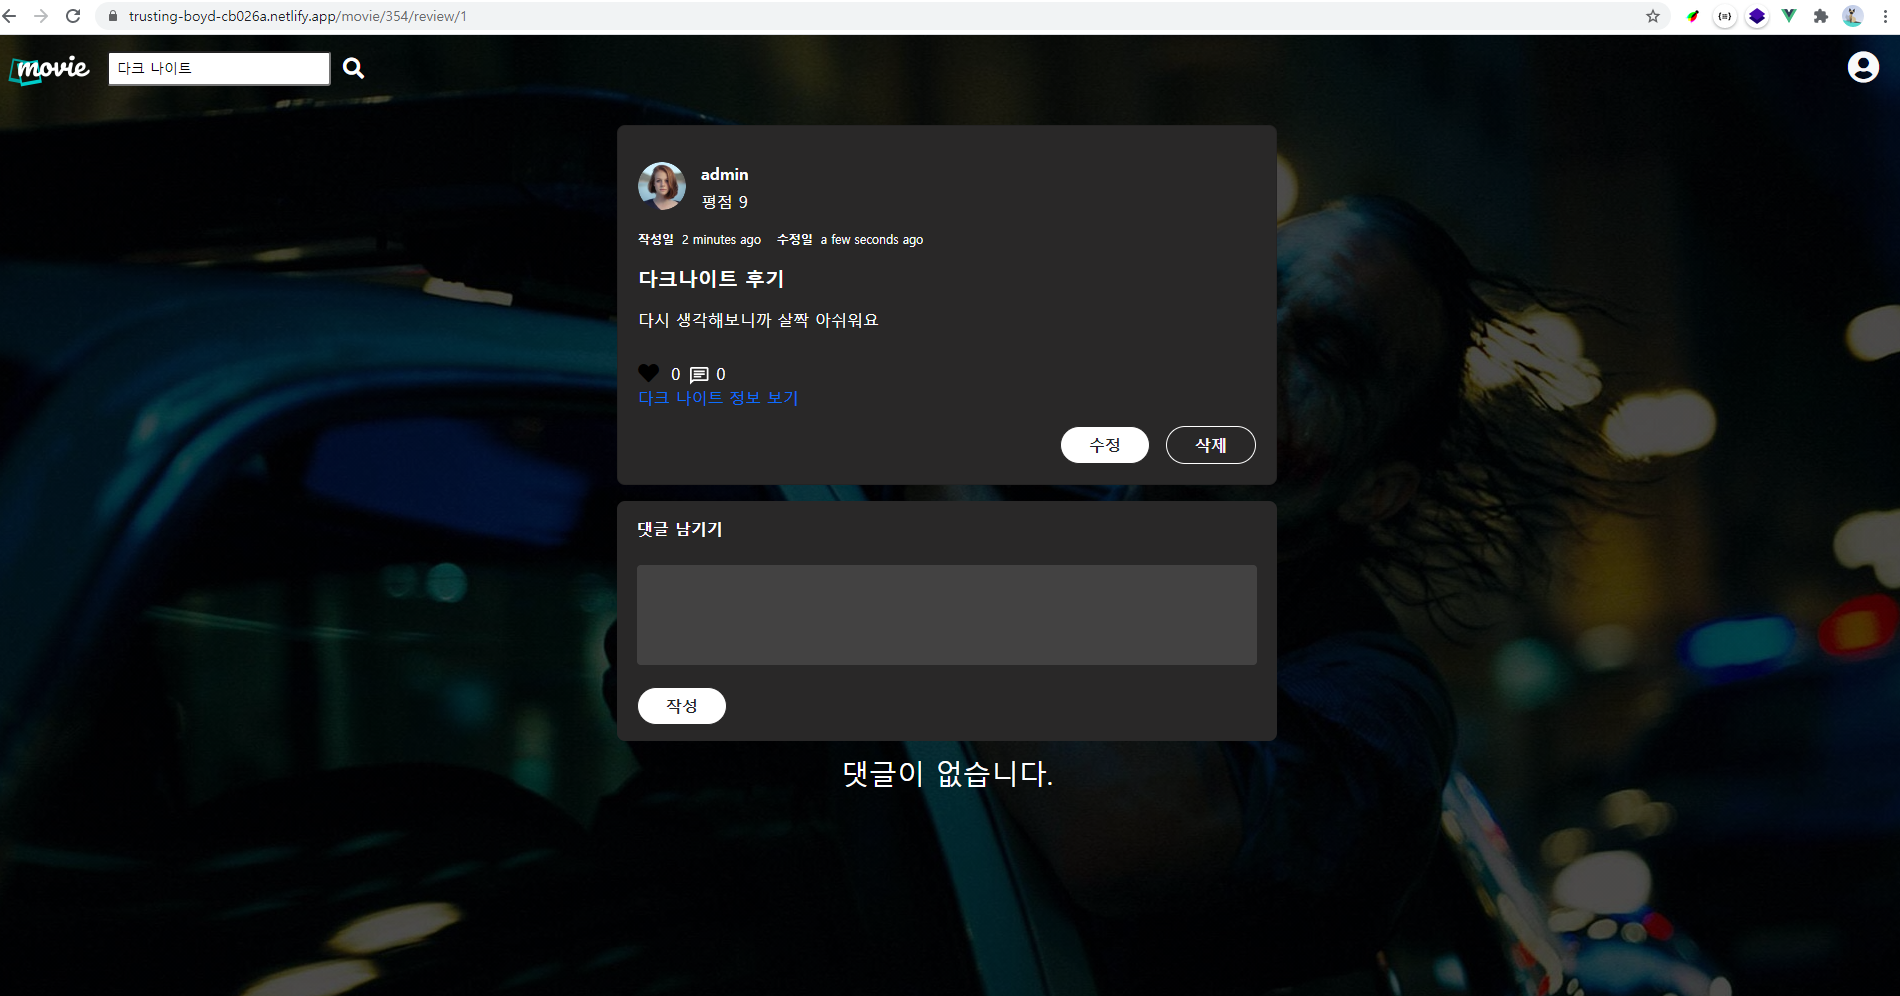 trusting-boyd-cb026a.netlify.app/movie/354/review/1
movie
다크 나이트
admin
평점 9
작성일 2 minutes ago 수정일 a few seconds ago
다크나이트 후기
다시 생각해보니까 살짝 아쉬워요
0 0
다크 나이트 정보 보기
수정 삭제
댓글 남기기
작성
댓글이 없습니다.